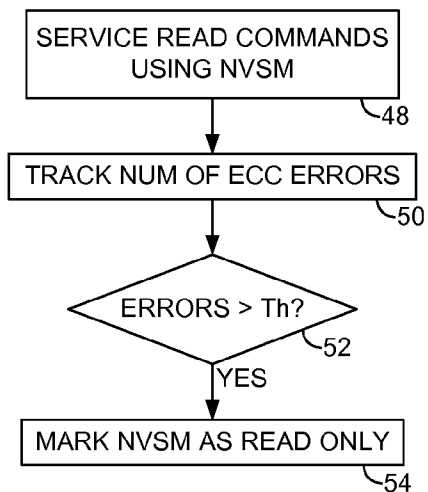 SERVICE READ COMMANDS
USING NVSM
48
TRACK NUM OF ECC ERRORS
50
ERRORS > Th?
52
YES
MARK NVSM AS READ ONLY
54